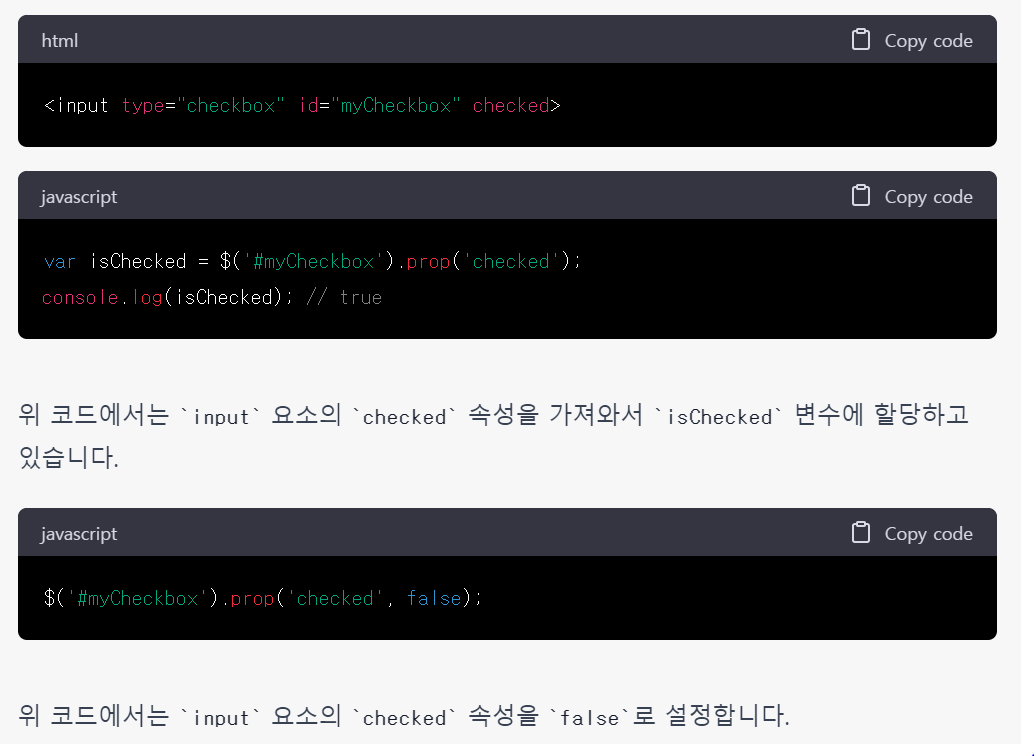 html
Copy code
<input type="checkbox" id="myCheckbox" checked>
javascript
Copy code
var isChecked = $('#myCheckbox').prop('checked');
console.log(isChecked); // true
위 코드에서는 `input` 요소의 `checked` 속성을 가져와서 `isChecked` 변수에 할당하고
있습니다.
javascript
Copy code
$('#myCheckbox').prop('checked', false);
위 코드에서는 `input` 요소의 `checked` 속성을 `false`로 설정합니다.